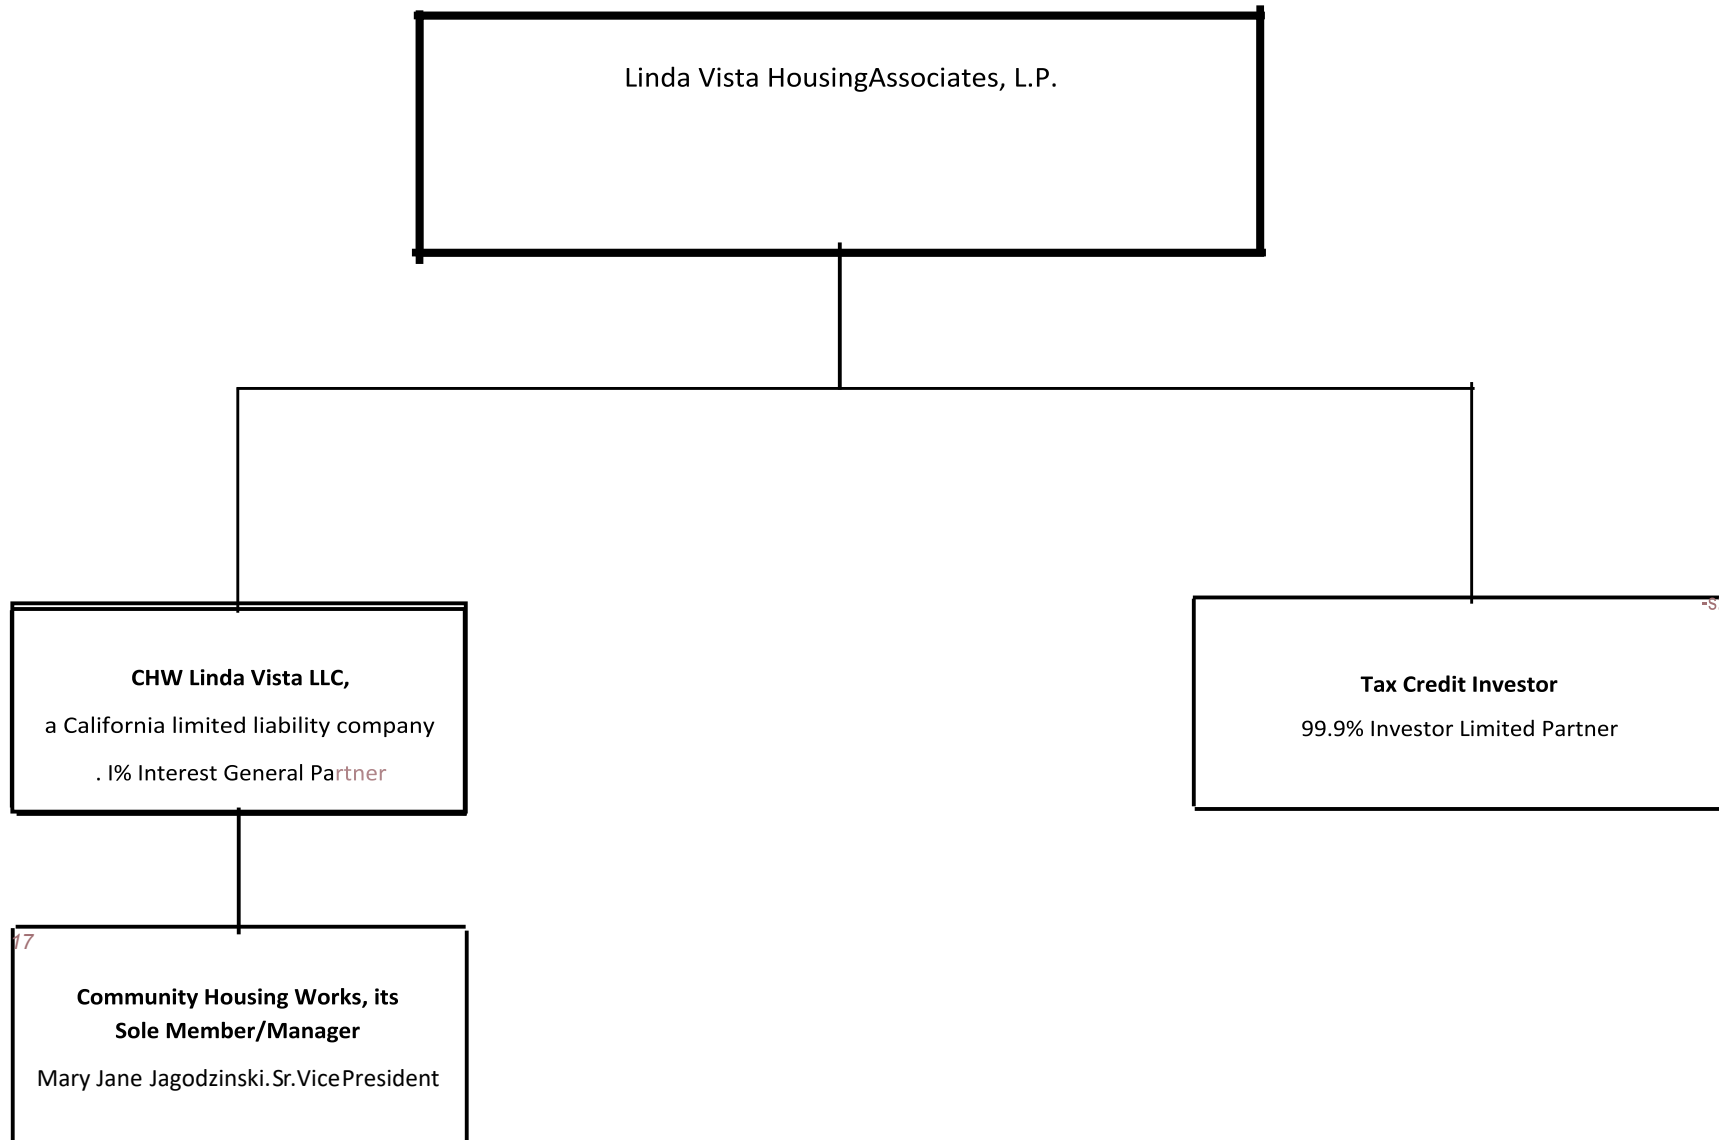 Linda Vista HousingAssociates, L.P.
CHW Linda Vista LLC,
a California limited liability company
. I% Interest General Partner
-s.
Tax Credit Investor
99.9% Investor Limited Partner
17
Community Housing Works, its
Sole Member/Manager
Mary Jane Jagodzinski.Sr.VicePresident